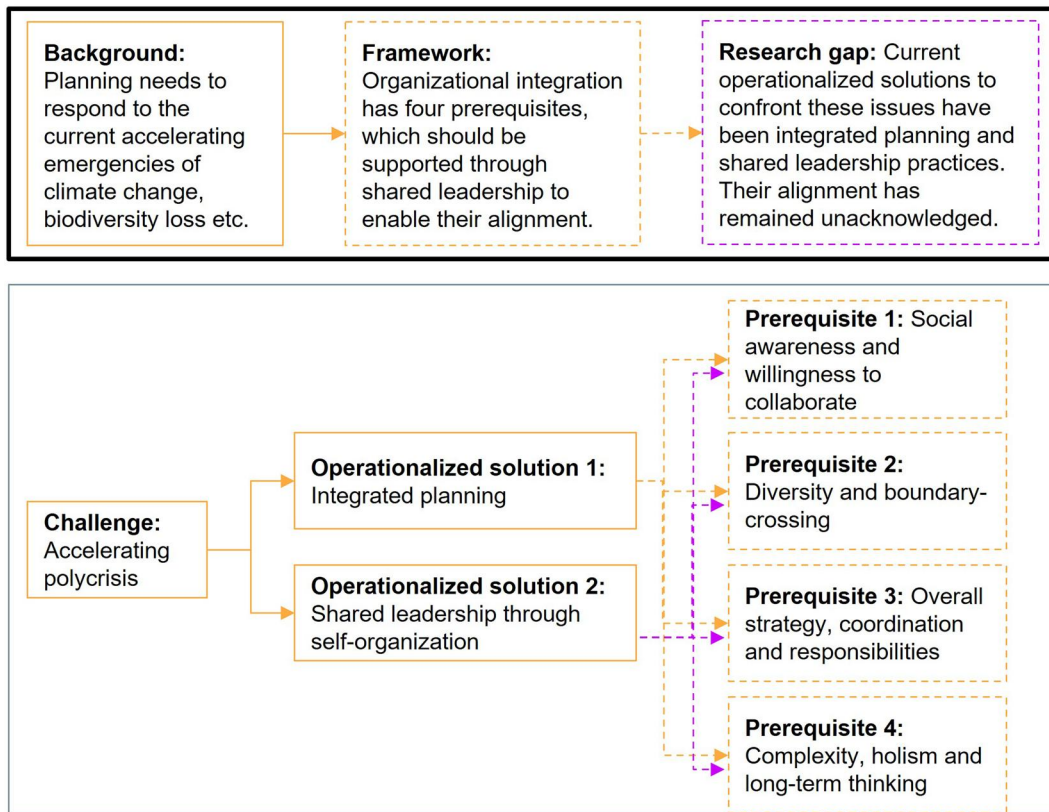 Background:
Planning needs to
respond to the
current accelerating
emergencies of
climate change,
biodiversity loss etc.
Framework:
Organizational integration
has four prerequisites,
which should be
supported through
shared leadership to
enable their alignment.
Research gap: Current
operationalized solutions to
confront these issues have
been integrated planning and
shared leadership practices.
Their alignment has
remained unacknowledged.
Challenge:
Accelerating
polycrisis
Operationalized solution 1:
Integrated planning
Operationalized solution 2:
Shared leadership through
self-organization
Prerequisite 1: Social
awareness and
willingness to
collaborate
Prerequisite 2:
Diversity and boundary-
crossing
Prerequisite 3: Overall
strategy, coordination
and responsibilities
Prerequisite 4:
Complexity, holism and
long-term thinking